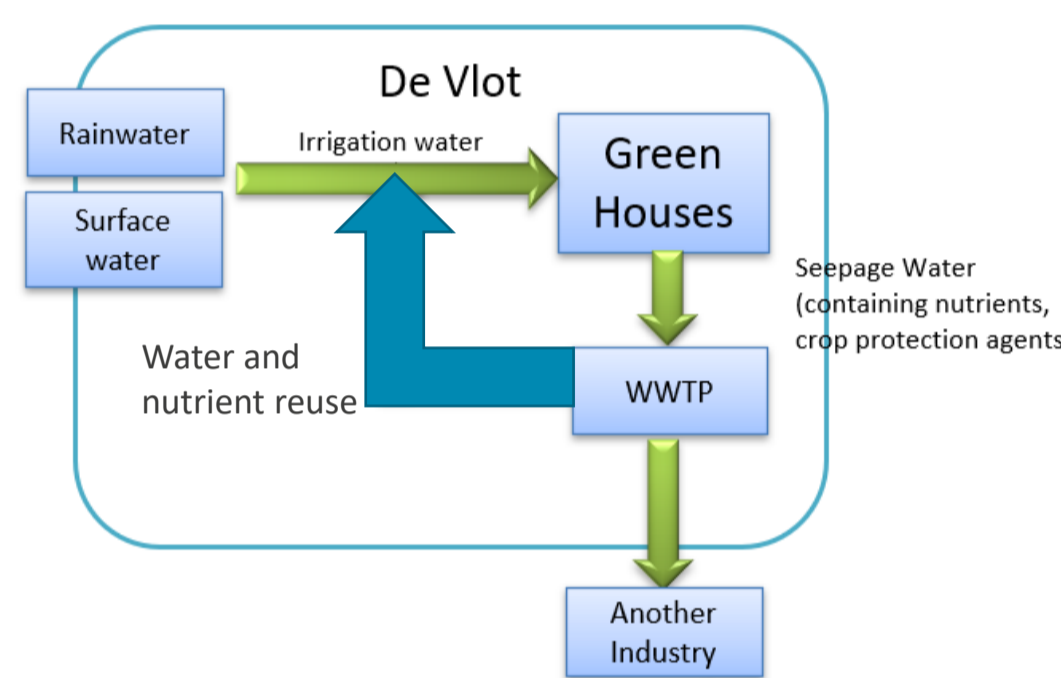 De Vlot
Rainwater
Irrigation water
Green
Houses
Surface
water
Seepage Water
(containing nutrients,
crop protection agents
Water and
nutrient reuse
WWTP
Another
Industry